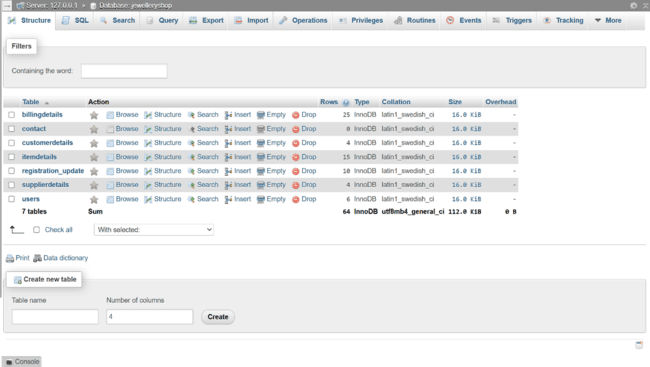 Server: 127.0.0.1 » Database: jewelleryshop
Structure SQL Search Query Export Import Operations Privileges Routines Events Triggers Tracking More
Filters
Containing the word:
Table Action Rows Type Collation Size Overhead
billingdetails Browse Structure Search Insert Empty Drop 25 InnoDB latin1_swedish_ci 16.0 KiB -
contact Browse Structure Search Insert Empty Drop 0 InnoDB latin1_swedish_ci 16.0 KiB -
customerdetails Browse Structure Search Insert Empty Drop 4 InnoDB latin1_swedish_ci 16.0 KiB -
itemdetails Browse Structure Search Insert Empty Drop 15 InnoDB latin1_swedish_ci 16.0 KiB -
registration_update Browse Structure Search Insert Empty Drop 10 InnoDB latin1_swedish_ci 16.0 KiB -
supplierdetails Browse Structure Search Insert Empty Drop 4 InnoDB latin1_swedish_ci 16.0 KiB -
users Browse Structure Search Insert Empty Drop 6 InnoDB latin1_swedish_ci 16.0 KiB -
7 tables Sum 64 InnoDB utf8mb4_general_ci 112.0 KiB 0 B
Check all With selected:
Print Data dictionary
Create new table
Table name Number of columns
4 Create
Console